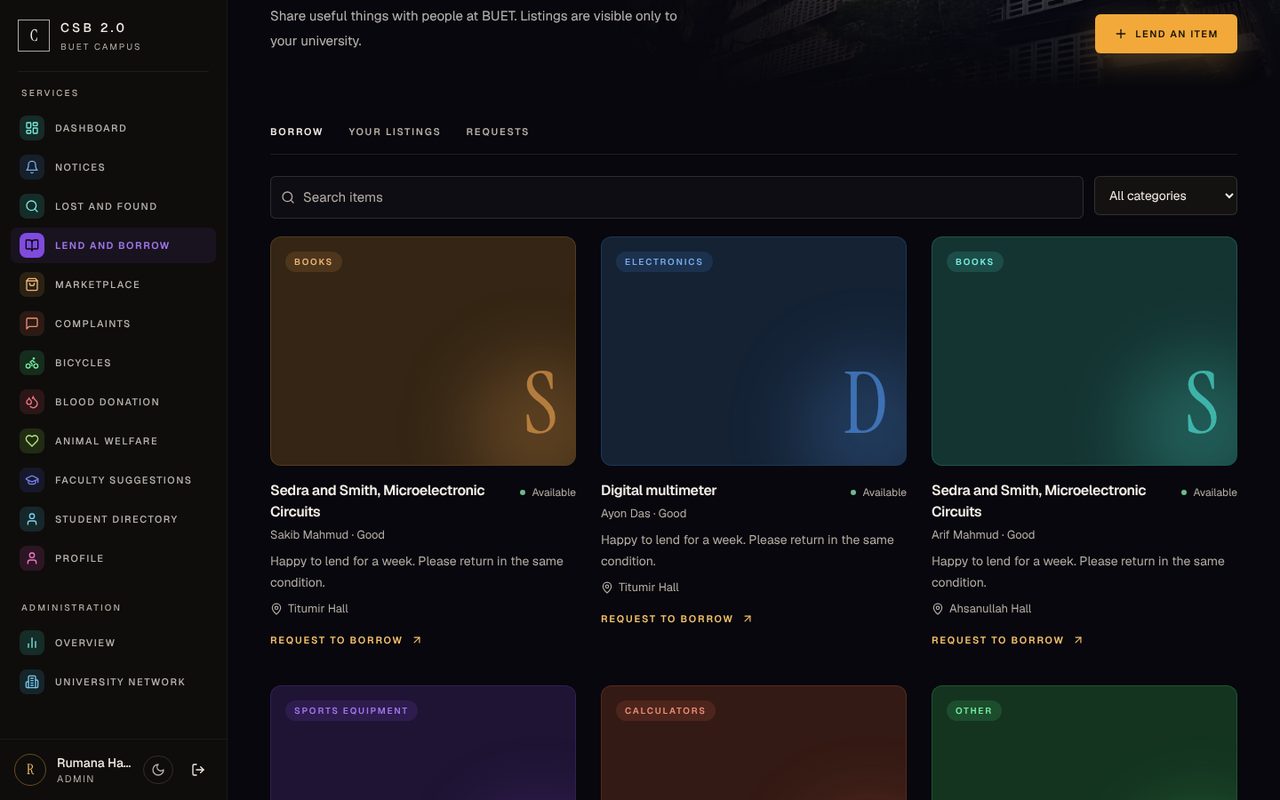 C
CSB 2.0
BUET CAMPUS
SERVICES
DASHBOARD
NOTICES
LOST AND FOUND
LEND AND BORROW
MARKETPLACE
COMPLAINTS
BICYCLES
BLOOD DONATION
ANIMAL WELFARE
FACULTY SUGGESTIONS
STUDENT DIRECTORY
PROFILE
ADMINISTRATION
OVERVIEW
UNIVERSITY NETWORK
R
Rumana Ha...
ADMIN
Share useful things with people at BUET. Listings are visible only to
your university.
LEND AN ITEM
BORROW
YOUR LISTINGS
REQUESTS
Search items
All categories
BOOKS
S
Sedra and Smith, Microelectronic
Circuits
Available
Sakib Mahmud · Good
Happy to lend for a week. Please return in the same
condition.
Titumir Hall
REQUEST TO BORROW
ELECTRONICS
D
Digital multimeter
Available
Ayon Das · Good
Happy to lend for a week. Please return in the same
condition.
Titumir Hall
REQUEST TO BORROW
BOOKS
S
Sedra and Smith, Microelectronic
Circuits
Available
Arif Mahmud · Good
Happy to lend for a week. Please return in the same
condition.
Ahsanullah Hall
REQUEST TO BORROW
SPORTS EQUIPMENT
CALCULATORS
OTHER